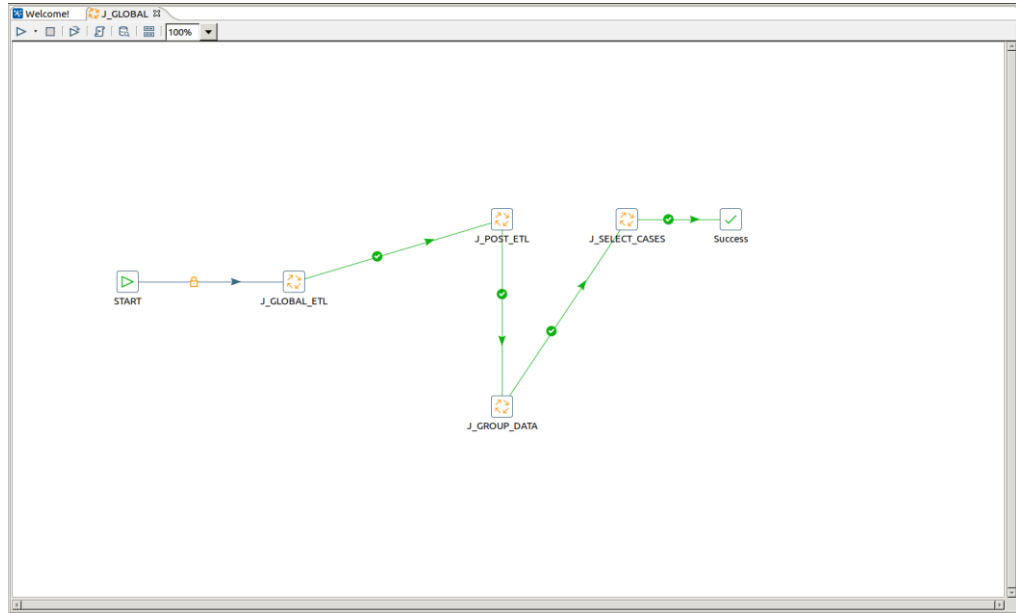 Welcome! J_GLOBAL
100%
J_POST_ETL
J_SELECT_CASES
Success
START
J_GLOBAL_ETL
J_GROUP_DATA